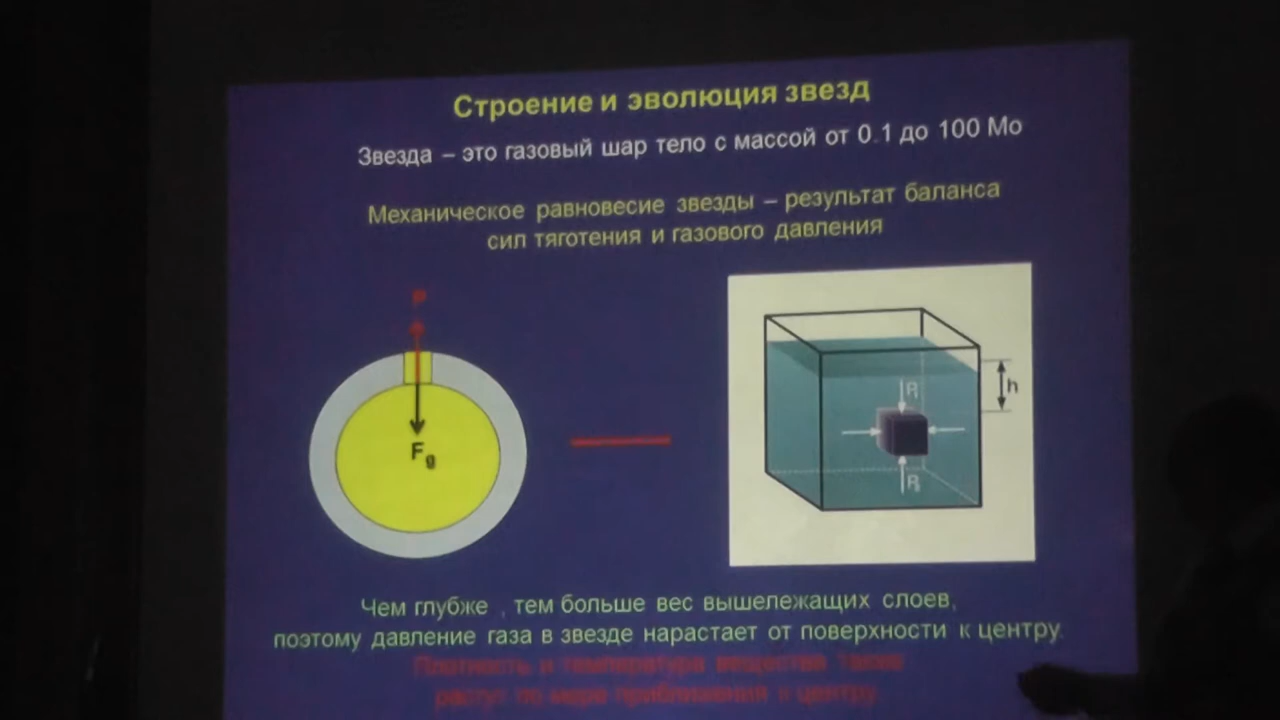 Строение и эволюция звезд
Звезда – это газовый шар тело с массой от 0.1 до 100 Мо
Механическое равновесие звезды – результат баланса
сил тяготения и газового давления
P
Fg
P
h
P
Чем глубже , тем больше вес вышележащих слоев,
поэтому давление газа в звезде нарастает от поверхности к центру.
Плотность и температура вещества также
растут по мере приближения к центру.